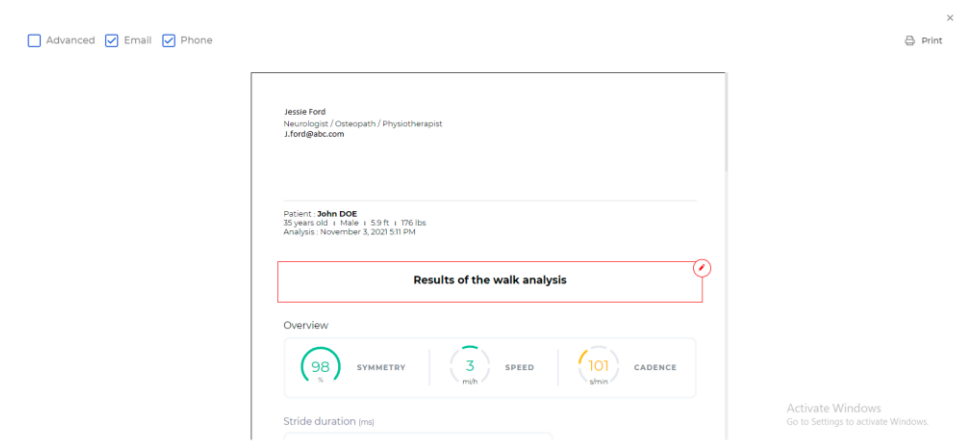 ×
Advanced Email Phone
Print
Jessie Ford
Neurologist / Osteopath / Physiotherapist
J.ford@abc.com
Patient : John DOE
35 years old ı Male ı 5.9 ft ı 176 lbs
Analysis : November 3, 2021 5:11 PM
Results of the walk analysis
Overview
98 % SYMMETRY
3 mi/h SPEED
101 s/min CADENCE
Stride duration (ms)
Activate Windows
Go to Settings to activate Windows.